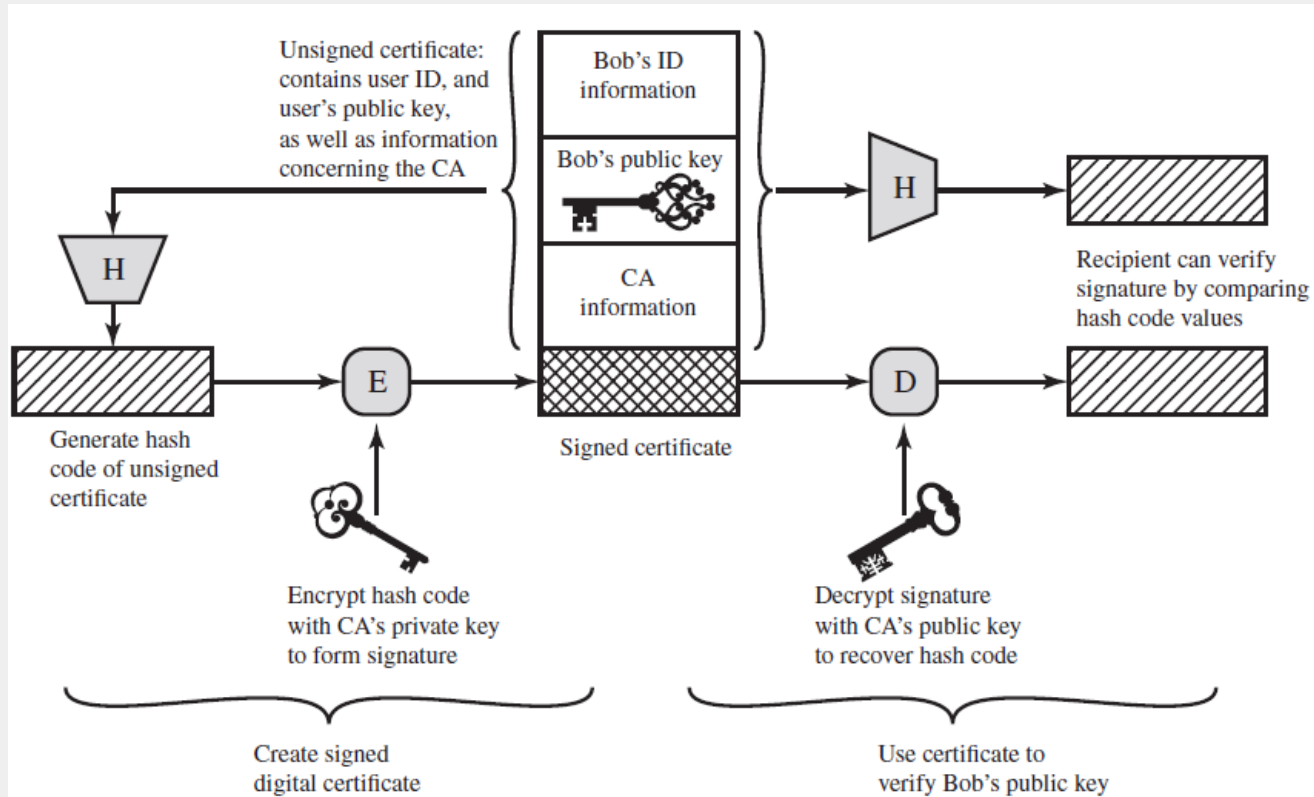 Unsigned certificate:
contains user ID, and
user's public key,
as well as information
concerning the CA
Bob's ID
information
Bob's public key
CA
information
H
H
Recipient can verify
signature by comparing
hash code values
E
D
Generate hash
code of unsigned
certificate
Signed certificate
Encrypt hash code
with CA's private key
to form signature
Decrypt signature
with CA's public key
to recover hash code
Create signed
digital certificate
Use certificate to
verify Bob's public key